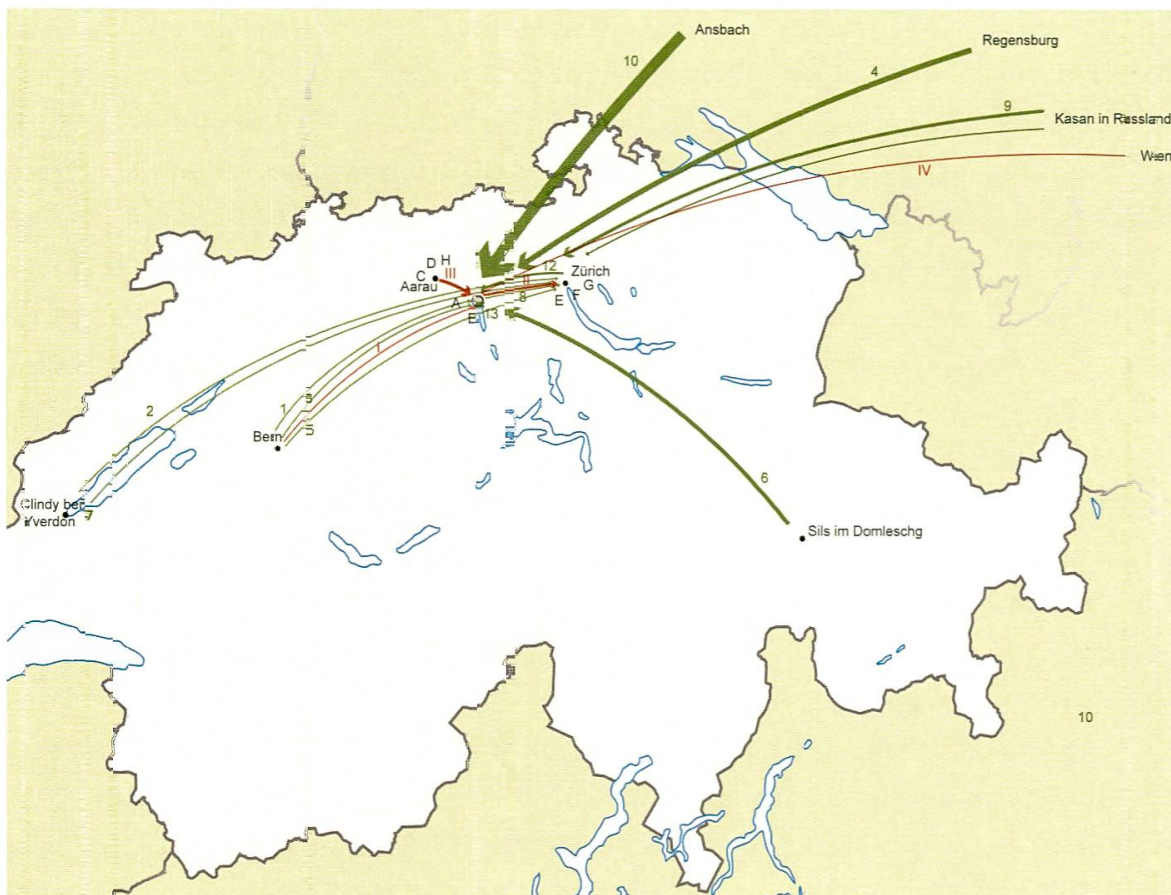 Ansbach
10
Regensburg
4
9
Kasan in Russland
Wien
IV
D H
C III
Aarau
12 Zürich
II G
A 8 E F
E 13
I
2
1 3
Bern 5
Clindy bei
Yverdon
7
6
Sils im Domleschg
10